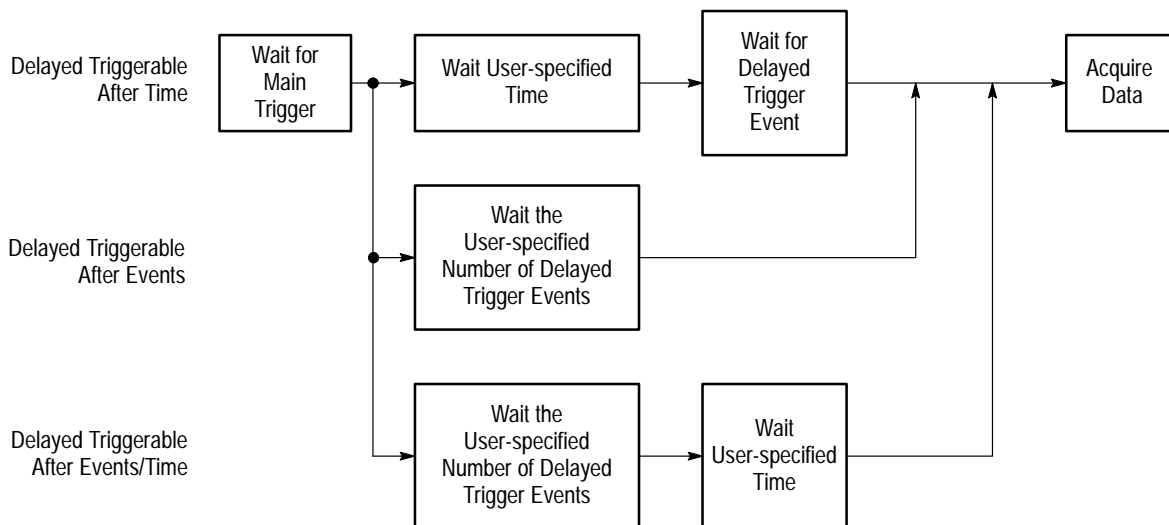 Delayed Triggerable
After Time
Wait for
Main
Trigger
Wait User-specified
Time
Wait for
Delayed
Trigger
Event
Acquire
Data
Delayed Triggerable
After Events
Wait the
User-specified
Number of Delayed
Trigger Events
Delayed Triggerable
After Events/Time
Wait the
User-specified
Number of Delayed
Trigger Events
Wait
User-specified
Time